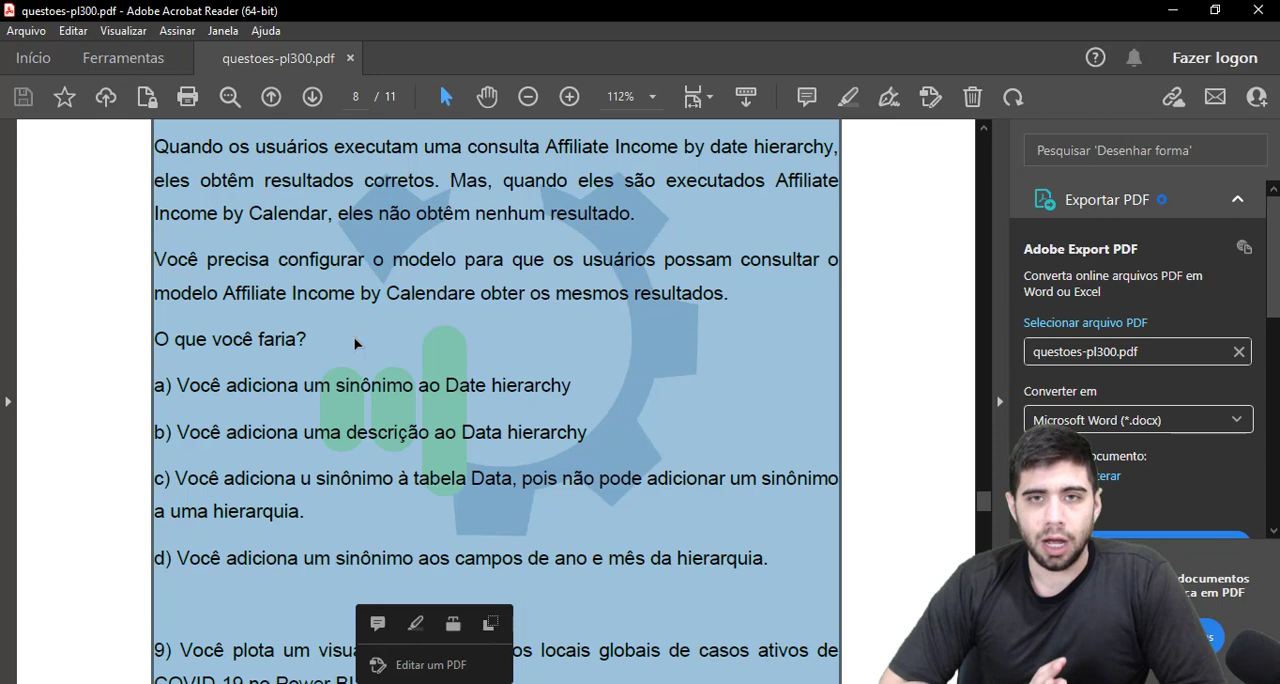 questoes-pl300.pdf - Adobe Acrobat Reader (64-bit)
Arquivo Editar Visualizar Assinar Janela Ajuda
Início Ferramentas questoes-pl300.pdf × Fazer logon
8 / 11 112%
Quando os usuários executam uma consulta Affiliate Income by date hierarchy,
eles obtêm resultados corretos. Mas, quando eles são executados Affiliate
Income by Calendar, eles não obtêm nenhum resultado.
Você precisa configurar o modelo para que os usuários possam consultar o
modelo Affiliate Income by Calendare obter os mesmos resultados.
O que você faria?
a) Você adiciona um sinônimo ao Date hierarchy
b) Você adiciona uma descrição ao Data hierarchy
c) Você adiciona u sinônimo à tabela Data, pois não pode adicionar um sinônimo
a uma hierarquia.
d) Você adiciona um sinônimo aos campos de ano e mês da hierarquia.
9) Você plota um os locais globais de casos ativos de
COVID-19 no Power BI
Editar um PDF
Pesquisar 'Desenhar forma'
Exportar PDF
Adobe Export PDF
Converta online arquivos PDF em
Word ou Excel
Selecionar arquivo PDF
questoes-pl300.pdf
Converter em
Microsoft Word (*.docx)
ocumento:
erar
documentos
a em PDF